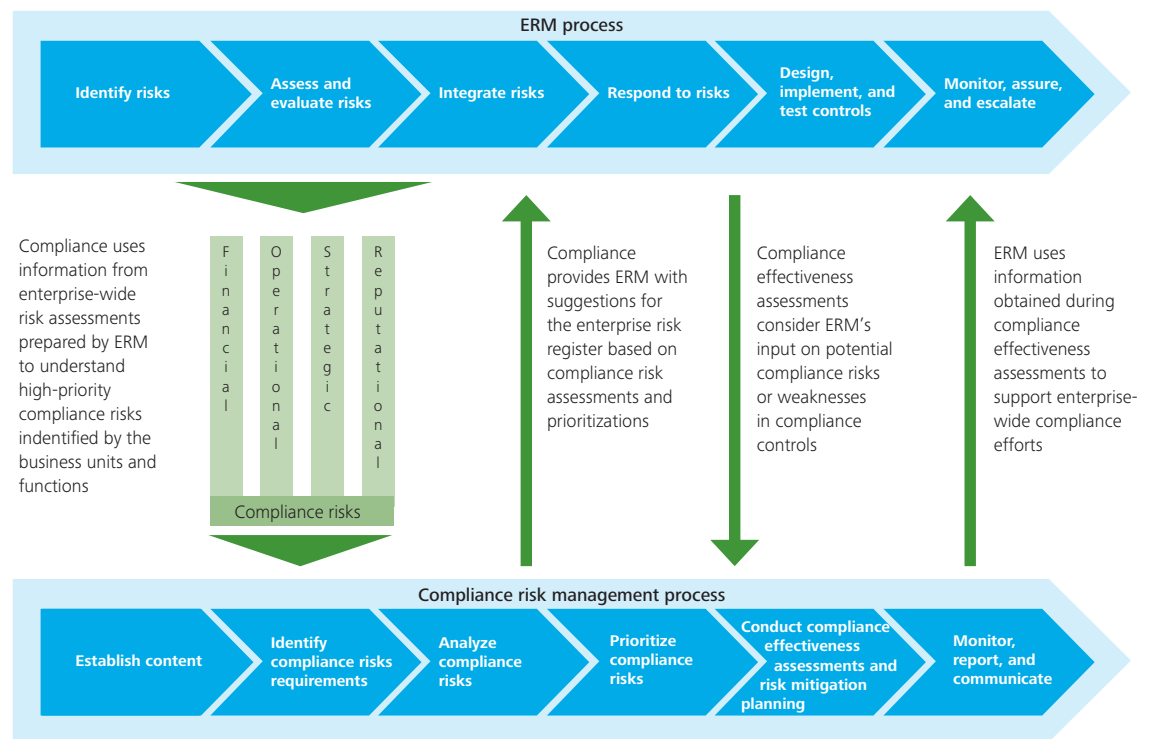 ERM process
Identify risks
Assess and
evaluate risks
Integrate risks
Respond to risks
Design,
implement, and
test controls
Monitor, assure,
and escalate
Compliance uses
information from
enterprise-wide
risk assessments
prepared by ERM
to understand
high-priority
compliance risks
indentified by the
business units and
functions
Financial
Operational
Strategic
Reputational
Compliance risks
Compliance
provides ERM with
suggestions for
the enterprise risk
register based on
compliance risk
assessments and
prioritizations
Compliance
effectiveness
assessments
consider ERM’s
input on potential
compliance risks
or weaknesses
in compliance
controls
ERM uses
information
obtained during
compliance
effectiveness
assessments to
support enterprise-
wide compliance
efforts
Compliance risk management process
Establish content
Identify
compliance risks
requirements
Analyze
compliance
risks
Prioritize
compliance
risks
Conduct compliance
effectiveness
assessments and
risk mitigation
planning
Monitor,
report, and
communicate